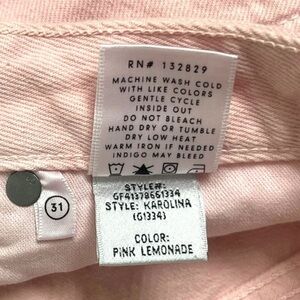 RN# 132829
MACHINE WASH COLD
WITH LIKE COLORS
GENTLE CYCLE
INSIDE OUT
DO NOT BLEACH
HAND DRY OR TUMBLE
DRY LOW HEAT
WARM IRON IF NEEDED
INDIGO MAY BLEED
STYLE#:
GF41378661334
STYLE: KAROLINA
(G1334)
COLOR:
PINK LEMONADE
31